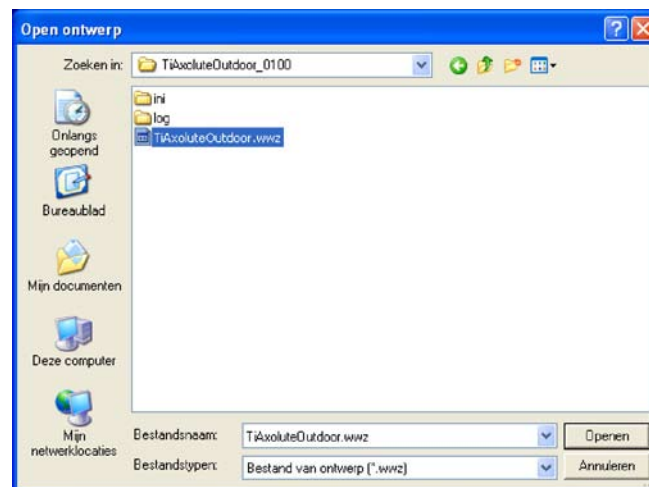 Open ontwerp
Zoeken in:
TiAxoluteOutdoor_0100
ini
log
TiAxoluteOutdoor.wwz
Onlangs
geopend
Bureaublad
Mijn documenten
Deze computer
Mijn
netwerklocaties
Bestandsnaam:
TiAxoluteOutdoor.wwz
Openen
Bestandstypen:
Bestand van ontwerp (*.wwz)
Annuleren